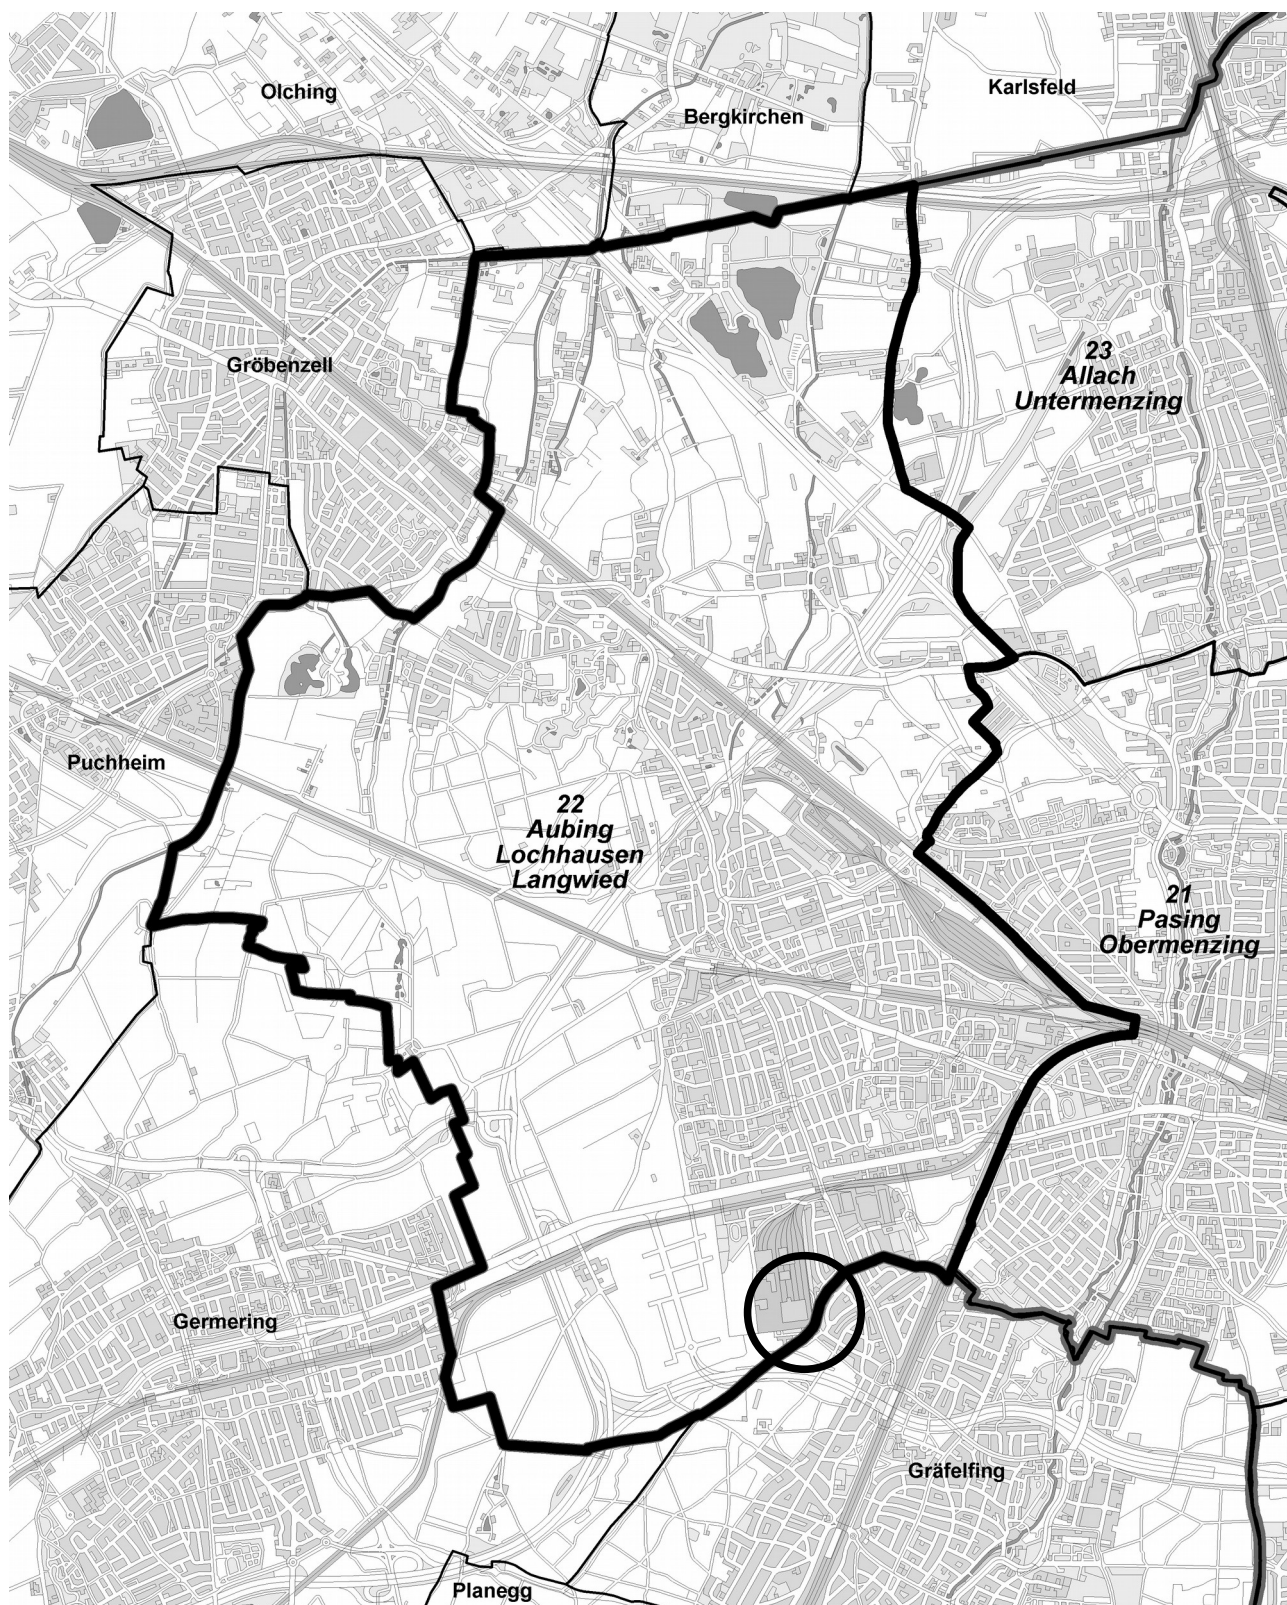 Olching
Karlsfeld
Bergkirchen
23
Allach
Untermenzing
Gröbenzell
Puchheim
22
Aubing
Lochhausen
Langwied
21
Pasing
Obermenzing
Germering
Gräfelfing
Planegg